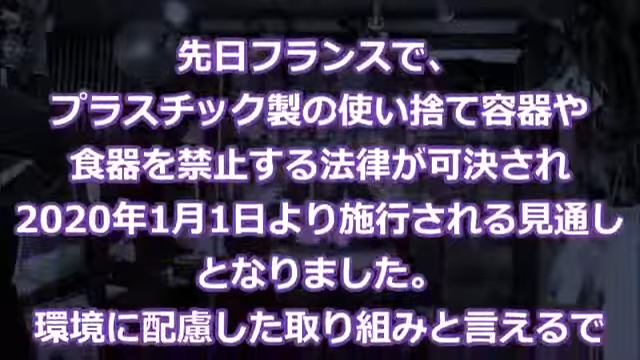 先日フランスで、
プラスチック製の使い捨て容器や
食器を禁止する法律が可決され
2020年1月1日より施行される見通し
となりました。
環境に配慮した取り組みと言えるで